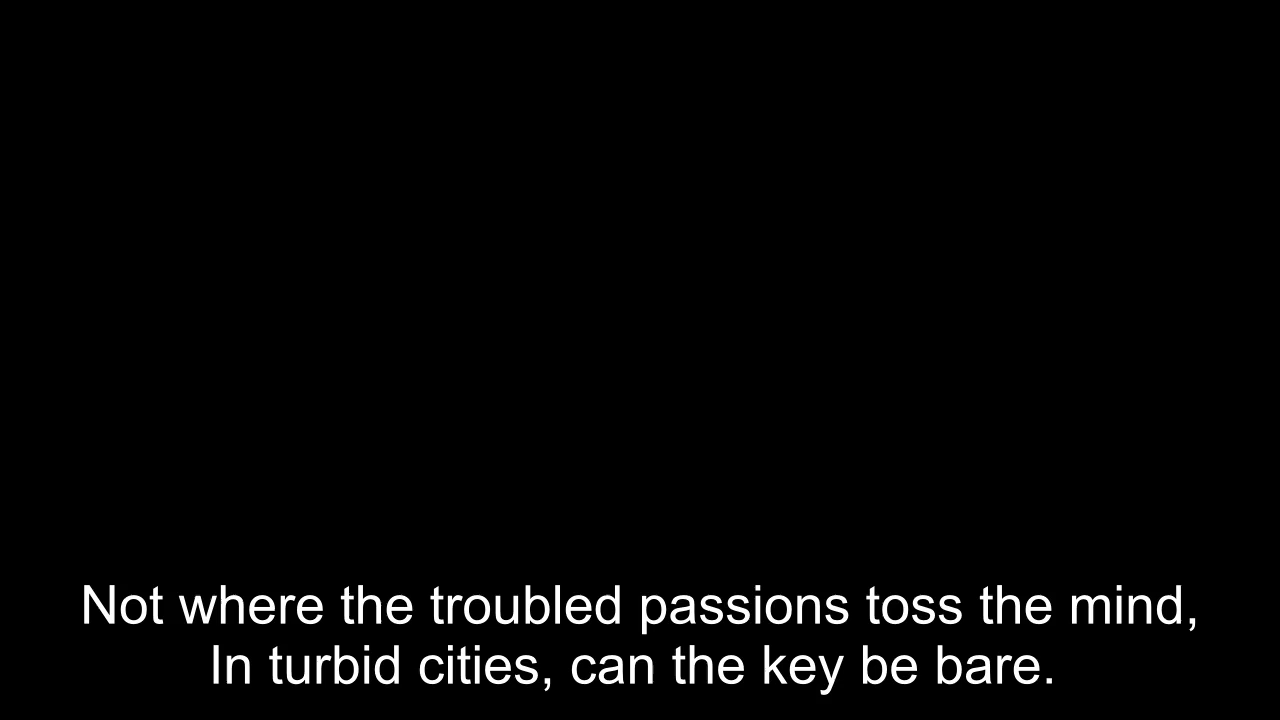 Not where the troubled passions toss the mind,
In turbid cities, can the key be bare.